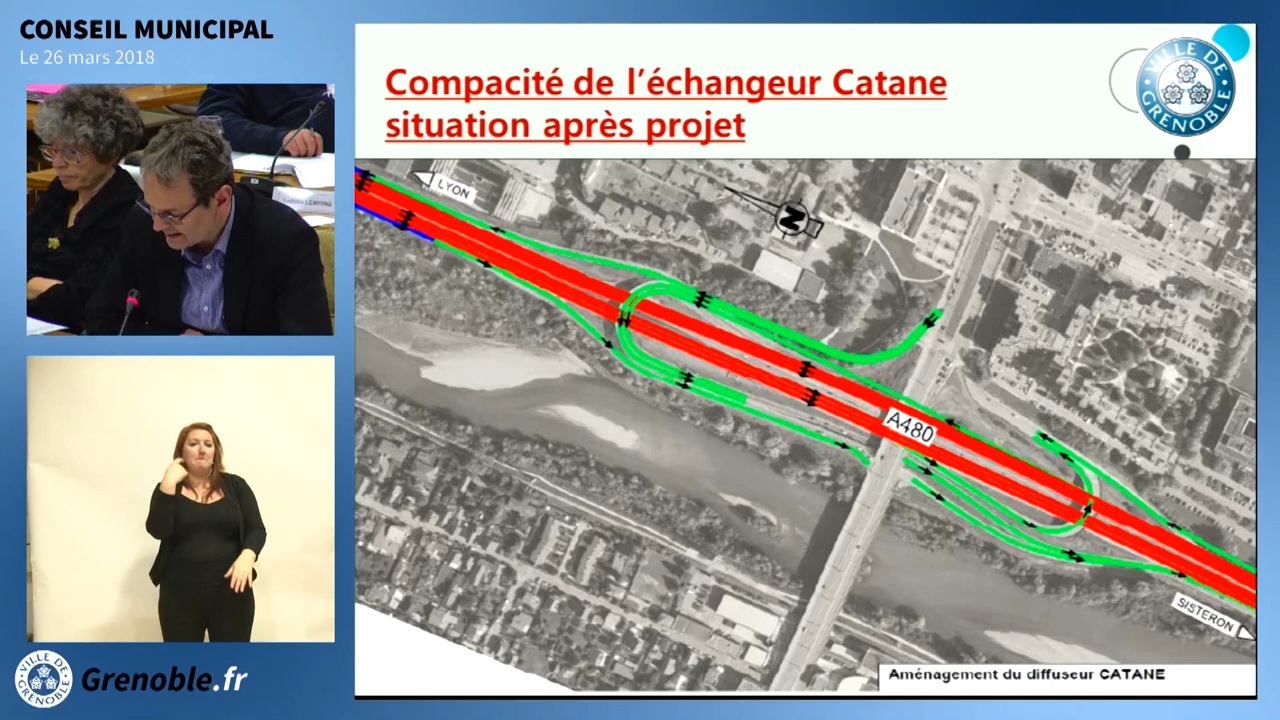 CONSEIL MUNICIPAL
Le 26 mars 2018
Compacité de l'échangeur Catane
situation après projet
VILLE DE
GRENOBLE
LYON
N
A480
SISTERON
Aménagement du diffuseur CATANE
VILLE DE
GRENOBLE
Grenoble.fr